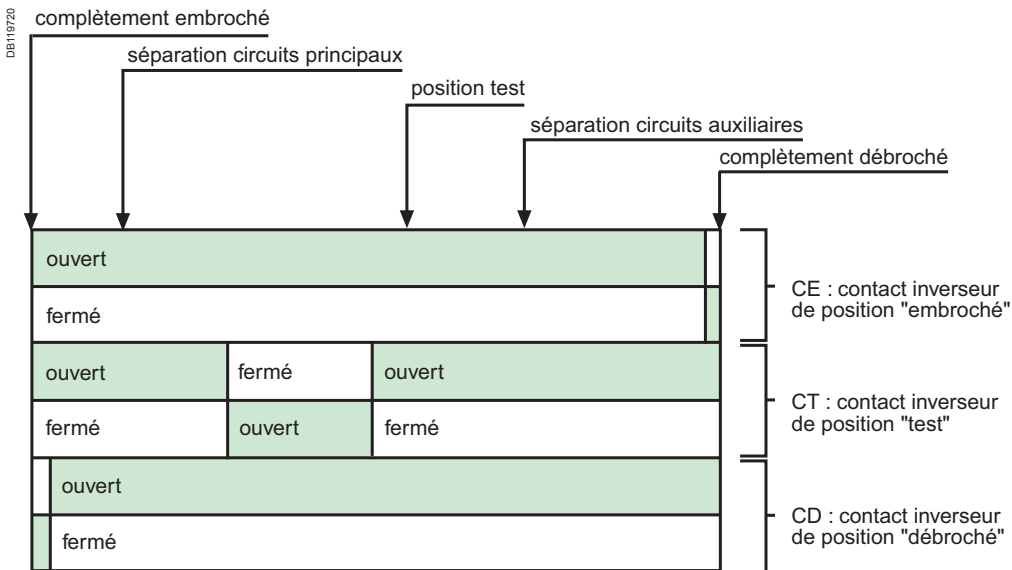 DB119720
complètement embroché
séparation circuits principaux
position test
séparation circuits auxiliaires
complètement débroché
ouvert
fermé
CE : contact inverseur
de position "embroché"
ouvert fermé ouvert
fermé ouvert fermé
CT : contact inverseur
de position "test"
ouvert
fermé
CD : contact inverseur
de position "débroché"